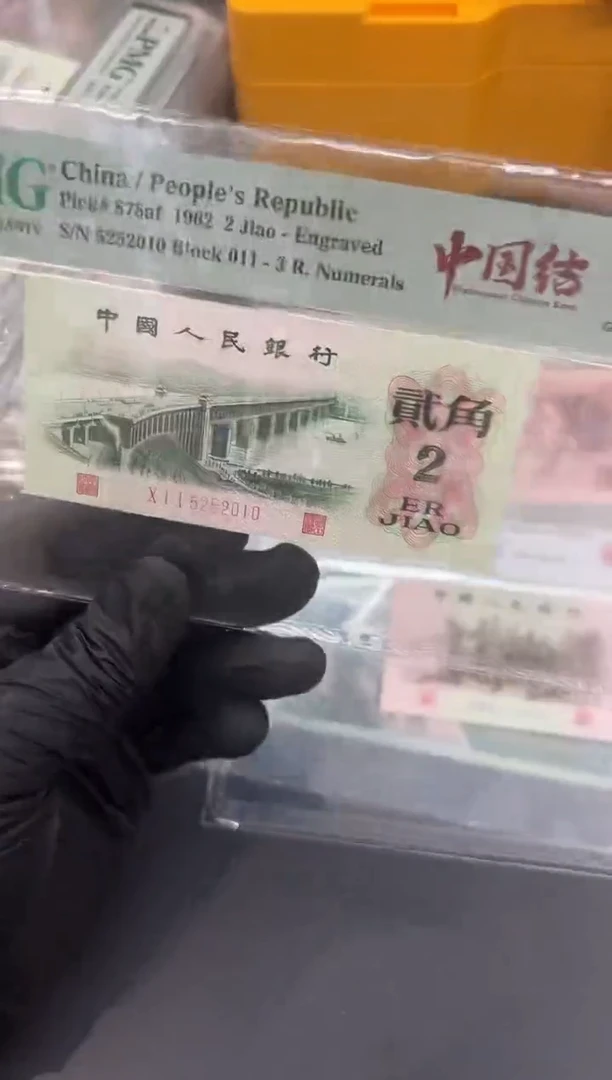 PMG
MG
China / People's Republic
Pick# 878af 1962 2 Jiao - Engraved
S/N 5252010 Block 011 - 3 R. Numerals
中国结
中國人民銀行
貳角
2
ER
JIAO
X I I 5252010